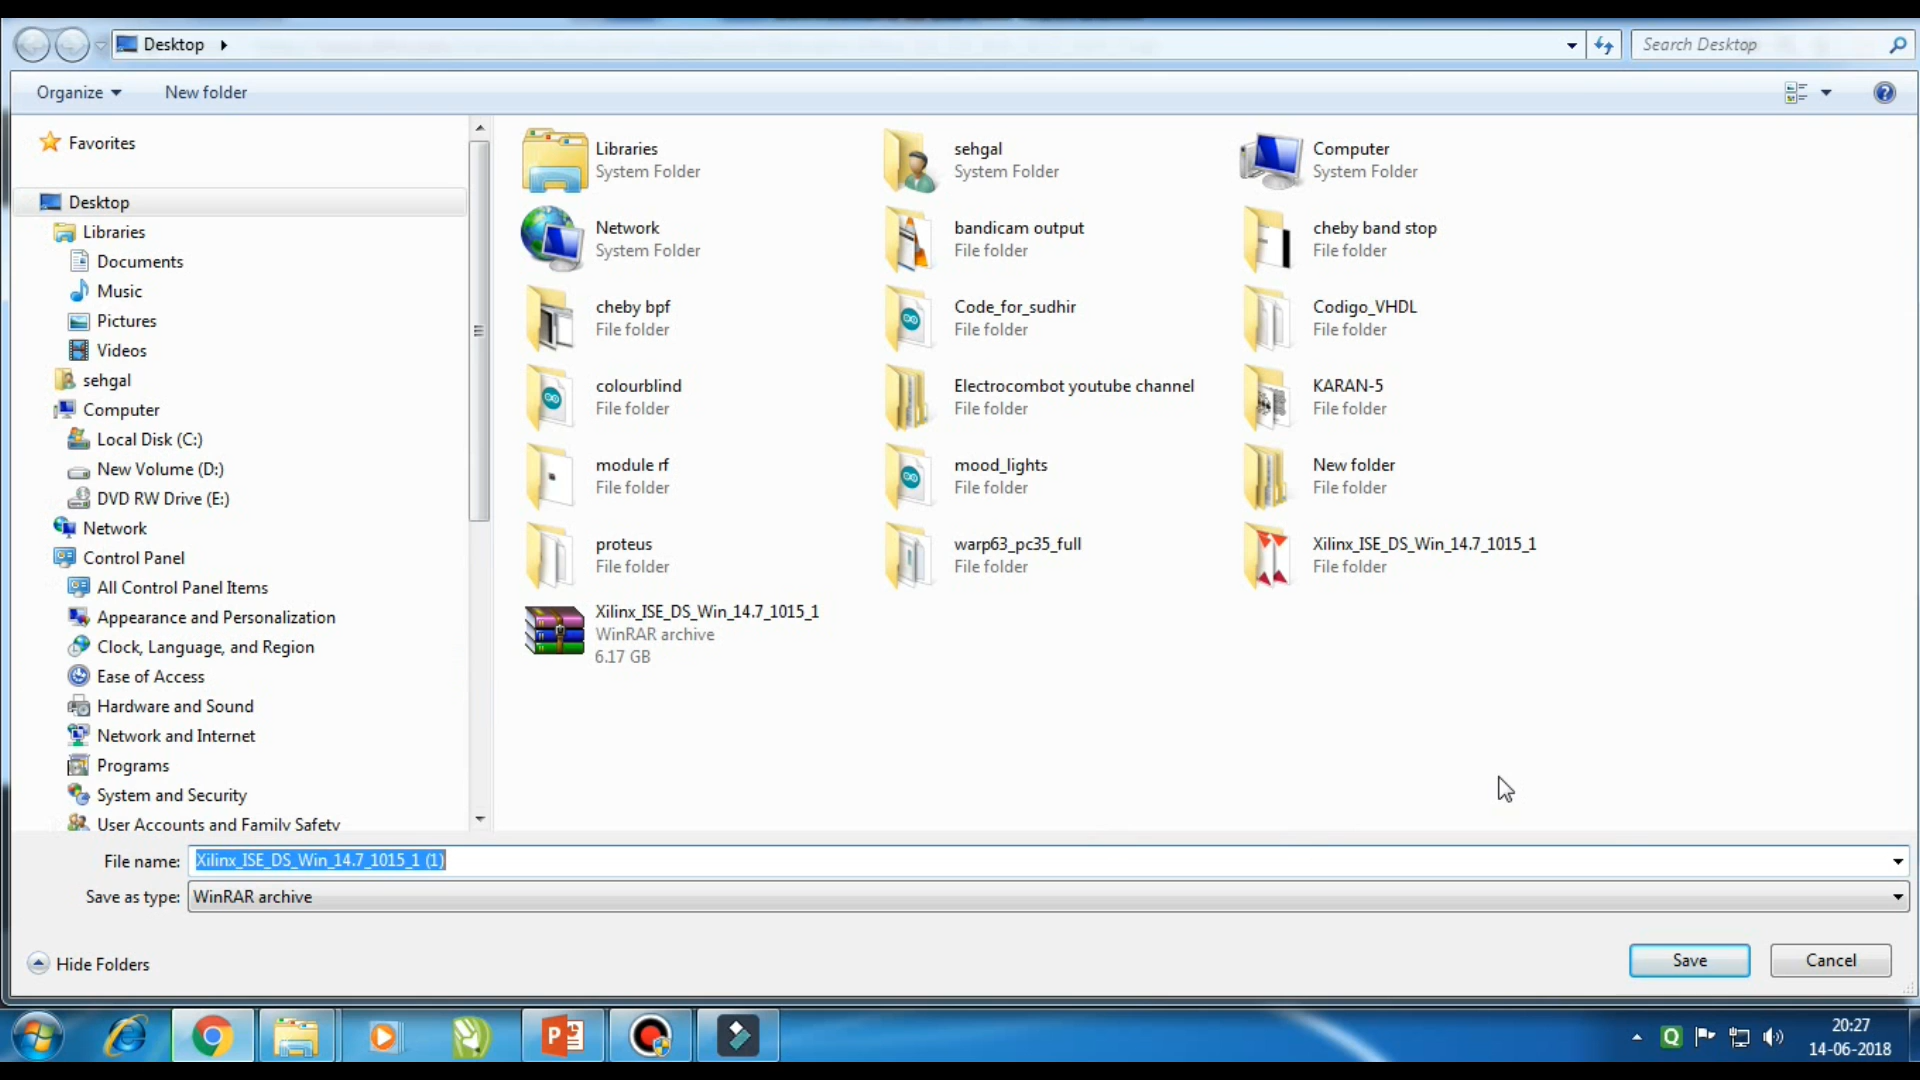 Desktop
Search Desktop
Organize
New folder
Favorites
Desktop
Libraries
Documents
Music
Pictures
Videos
sehgal
Computer
Local Disk (C:)
New Volume (D:)
DVD RW Drive (E:)
Network
Control Panel
All Control Panel Items
Appearance and Personalization
Clock, Language, and Region
Ease of Access
Hardware and Sound
Network and Internet
Programs
System and Security
User Accounts and Family Safety
Libraries
System Folder
sehgal
System Folder
Computer
System Folder
Network
System Folder
bandicam output
File folder
cheby band stop
File folder
cheby bpf
File folder
Code_for_sudhir
File folder
Codigo_VHDL
File folder
colourblind
File folder
Electrocombot youtube channel
File folder
KARAN-5
File folder
module rf
File folder
mood_lights
File folder
New folder
File folder
proteus
File folder
warp63_pc35_full
File folder
Xilinx_ISE_DS_Win_14.7_1015_1
File folder
Xilinx_ISE_DS_Win_14.7_1015_1
WinRAR archive
6.17 GB
File name: Xilinx_ISE_DS_Win_14.7_1015_1 (1)
Save as type: WinRAR archive
Hide Folders
Save
Cancel
20:27
14-06-2018